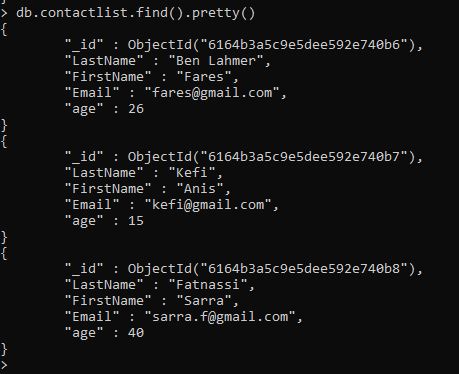 > db.contactlist.find().pretty()
{
        "_id" : ObjectId("6164b3a5c9e5dee592e740b6"),
        "LastName" : "Ben Lahmer",
        "FirstName" : "Fares",
        "Email" : "fares@gmail.com",
        "age" : 26
}
{
        "_id" : ObjectId("6164b3a5c9e5dee592e740b7"),
        "LastName" : "Kefi",
        "FirstName" : "Anis",
        "Email" : "kefi@gmail.com",
        "age" : 15
}
{
        "_id" : ObjectId("6164b3a5c9e5dee592e740b8"),
        "LastName" : "Fatnassi",
        "FirstName" : "Sarra",
        "Email" : "sarra.f@gmail.com",
        "age" : 40
}
>